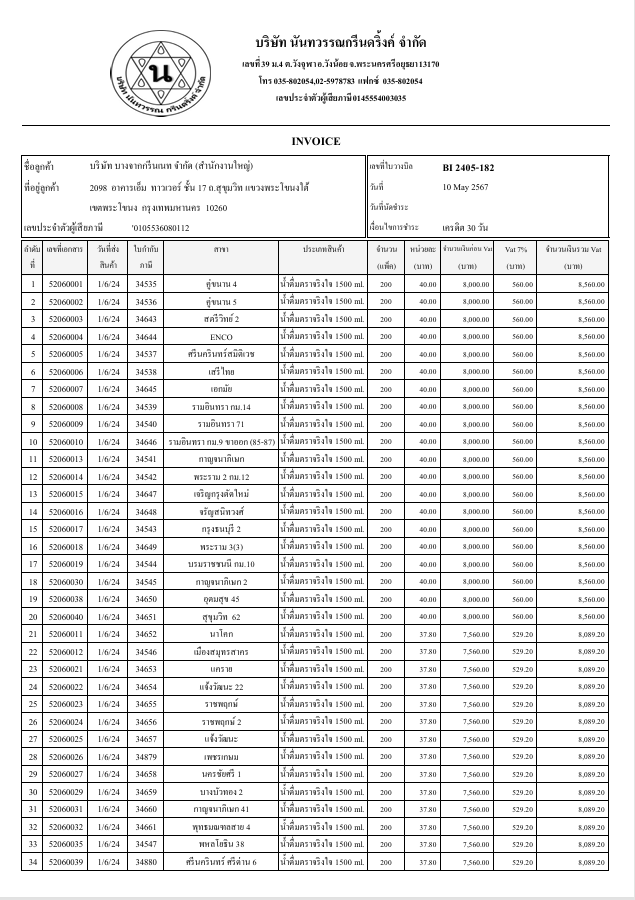 น
บริษัท นันทวรรณกรีนดริ้งค์ จำกัด
บริษัท นันทวรรณกรีนดริ้งค์ จำกัด
เลขที่ 39 ม.4 ต.วังจุฬา อ.วังน้อย จ.พระนครศรีอยุธยา 13170
โทร 035-802054,02-5978783 แฟกซ์ 035-802054
เลขประจำตัวผู้เสียภาษี 0145554003035
INVOICE
ชื่อลูกค้า บริษัท บางจากกรีนเนท จำกัด (สำนักงานใหญ่) เลขที่ใบวางบิล BI 2405-182
ที่อยู่ลูกค้า 2098 อาคารเอ็ม ทาวเวอร์ ชั้น 17 ถ.สุขุมวิท แขวงพระโขนงใต้ วันที่ 10 May 2567
เขตพระโขนง กรุงเทพมหานคร 10260 วันที่นัดชำระ
เลขประจำตัวผู้เสียภาษี '0105536080112 เงื่อนไขการชำระ เครดิต 30 วัน
ลำดับ เลขที่เอกสาร วันที่ส่ง ใบกำกับ สาขา ประเภทสินค้า จำนวน หน่วยละ จำนวนเงินก่อน Vat Vat 7% จำนวนเงินรวม Vat
ที่ สินค้า ภาษี (แพ็ค) (บาท) (บาท) (บาท) (บาท)
1 52060001 1/6/24 34535 คู่ขนาน 4 น้ำดื่มตราจริงใจ 1500 ml. 200 40.00 8,000.00 560.00 8,560.00
2 52060002 1/6/24 34536 คู่ขนาน 5 น้ำดื่มตราจริงใจ 1500 ml. 200 40.00 8,000.00 560.00 8,560.00
3 52060003 1/6/24 34643 สตรีวิทย์ 2 น้ำดื่มตราจริงใจ 1500 ml. 200 40.00 8,000.00 560.00 8,560.00
4 52060004 1/6/24 34644 ENCO น้ำดื่มตราจริงใจ 1500 ml. 200 40.00 8,000.00 560.00 8,560.00
5 52060005 1/6/24 34537 ศรีนครินทร์สมิติเวช น้ำดื่มตราจริงใจ 1500 ml. 200 40.00 8,000.00 560.00 8,560.00
6 52060006 1/6/24 34538 เสรีไทย น้ำดื่มตราจริงใจ 1500 ml. 200 40.00 8,000.00 560.00 8,560.00
7 52060007 1/6/24 34645 เอกมัย น้ำดื่มตราจริงใจ 1500 ml. 200 40.00 8,000.00 560.00 8,560.00
8 52060008 1/6/24 34539 รามอินทรา กม.14 น้ำดื่มตราจริงใจ 1500 ml. 200 40.00 8,000.00 560.00 8,560.00
9 52060009 1/6/24 34540 รามอินทรา 71 น้ำดื่มตราจริงใจ 1500 ml. 200 40.00 8,000.00 560.00 8,560.00
10 52060010 1/6/24 34646 รามอินทรา กม.9 ขาออก (85-87) น้ำดื่มตราจริงใจ 1500 ml. 200 40.00 8,000.00 560.00 8,560.00
11 52060013 1/6/24 34541 กาญจนาภิเษก น้ำดื่มตราจริงใจ 1500 ml. 200 40.00 8,000.00 560.00 8,560.00
12 52060014 1/6/24 34542 พระราม 2 กม.12 น้ำดื่มตราจริงใจ 1500 ml. 200 40.00 8,000.00 560.00 8,560.00
13 52060015 1/6/24 34647 เจริญกรุงตัดใหม่ น้ำดื่มตราจริงใจ 1500 ml. 200 40.00 8,000.00 560.00 8,560.00
14 52060016 1/6/24 34648 จรัญสนิทวงศ์ น้ำดื่มตราจริงใจ 1500 ml. 200 40.00 8,000.00 560.00 8,560.00
15 52060017 1/6/24 34543 กรุงธนบุรี 2 น้ำดื่มตราจริงใจ 1500 ml. 200 40.00 8,000.00 560.00 8,560.00
16 52060018 1/6/24 34649 พระราม 3(3) น้ำดื่มตราจริงใจ 1500 ml. 200 40.00 8,000.00 560.00 8,560.00
17 52060019 1/6/24 34544 บรมราชชนนี กม.10 น้ำดื่มตราจริงใจ 1500 ml. 200 40.00 8,000.00 560.00 8,560.00
18 52060030 1/6/24 34545 กาญจนาภิเษก 2 น้ำดื่มตราจริงใจ 1500 ml. 200 40.00 8,000.00 560.00 8,560.00
19 52060038 1/6/24 34650 อุดมสุข 45 น้ำดื่มตราจริงใจ 1500 ml. 200 40.00 8,000.00 560.00 8,560.00
20 52060040 1/6/24 34651 สุขุมวิท 62 น้ำดื่มตราจริงใจ 1500 ml. 200 40.00 8,000.00 560.00 8,560.00
21 52060011 1/6/24 34652 นาโคก น้ำดื่มตราจริงใจ 1500 ml. 200 37.80 7,560.00 529.20 8,089.20
22 52060012 1/6/24 34546 เมืองสมุทรสาคร น้ำดื่มตราจริงใจ 1500 ml. 200 37.80 7,560.00 529.20 8,089.20
23 52060021 1/6/24 34653 แคราย น้ำดื่มตราจริงใจ 1500 ml. 200 37.80 7,560.00 529.20 8,089.20
24 52060022 1/6/24 34654 แจ้งวัฒนะ 22 น้ำดื่มตราจริงใจ 1500 ml. 200 37.80 7,560.00 529.20 8,089.20
25 52060023 1/6/24 34655 ราชพฤกษ์ น้ำดื่มตราจริงใจ 1500 ml. 200 37.80 7,560.00 529.20 8,089.20
26 52060024 1/6/24 34656 ราชพฤกษ์ 2 น้ำดื่มตราจริงใจ 1500 ml. 200 37.80 7,560.00 529.20 8,089.20
27 52060025 1/6/24 34657 แจ้งวัฒนะ น้ำดื่มตราจริงใจ 1500 ml. 200 37.80 7,560.00 529.20 8,089.20
28 52060026 1/6/24 34879 เพชรเกษม น้ำดื่มตราจริงใจ 1500 ml. 200 37.80 7,560.00 529.20 8,089.20
29 52060027 1/6/24 34658 นครชัยศรี 1 น้ำดื่มตราจริงใจ 1500 ml. 200 37.80 7,560.00 529.20 8,089.20
30 52060029 1/6/24 34659 บางบัวทอง 2 น้ำดื่มตราจริงใจ 1500 ml. 200 37.80 7,560.00 529.20 8,089.20
31 52060031 1/6/24 34660 กาญจนาภิเษก 41 น้ำดื่มตราจริงใจ 1500 ml. 200 37.80 7,560.00 529.20 8,089.20
32 52060032 1/6/24 34661 พุทธมณฑลสาย 4 น้ำดื่มตราจริงใจ 1500 ml. 200 37.80 7,560.00 529.20 8,089.20
33 52060035 1/6/24 34547 พหลโยธิน 38 น้ำดื่มตราจริงใจ 1500 ml. 200 37.80 7,560.00 529.20 8,089.20
34 52060039 1/6/24 34880 ศรีนครินทร์ ศรีด่าน 6 น้ำดื่มตราจริงใจ 1500 ml. 200 37.80 7,560.00 529.20 8,089.20